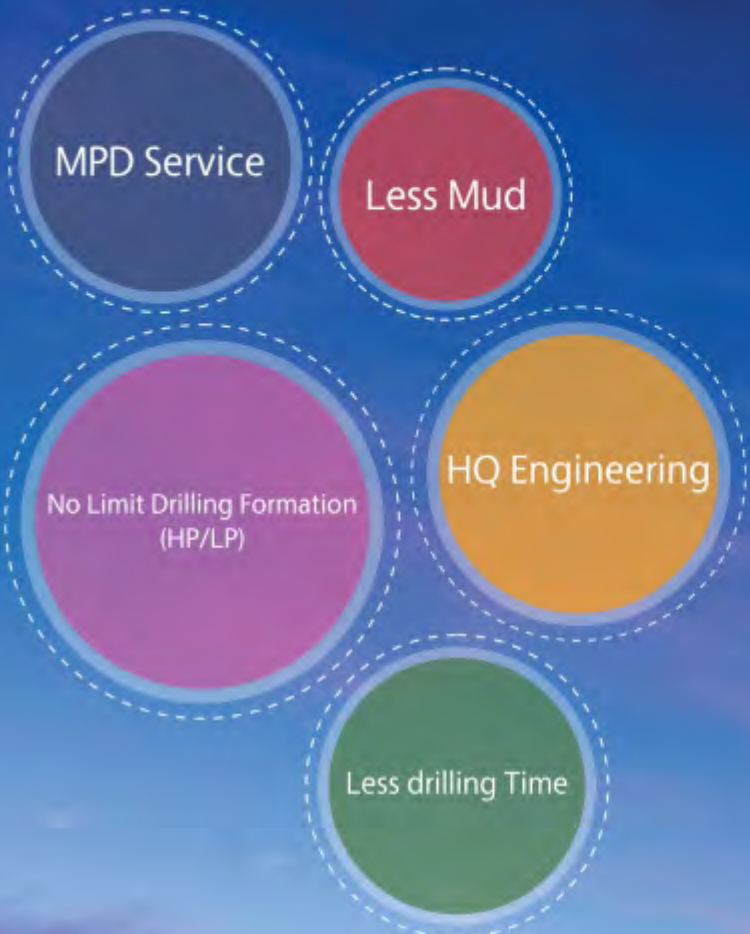 MPD Service
Less Mud
No Limit Drilling Formation
(HP/LP)
HQ Engineering
Less drilling Time